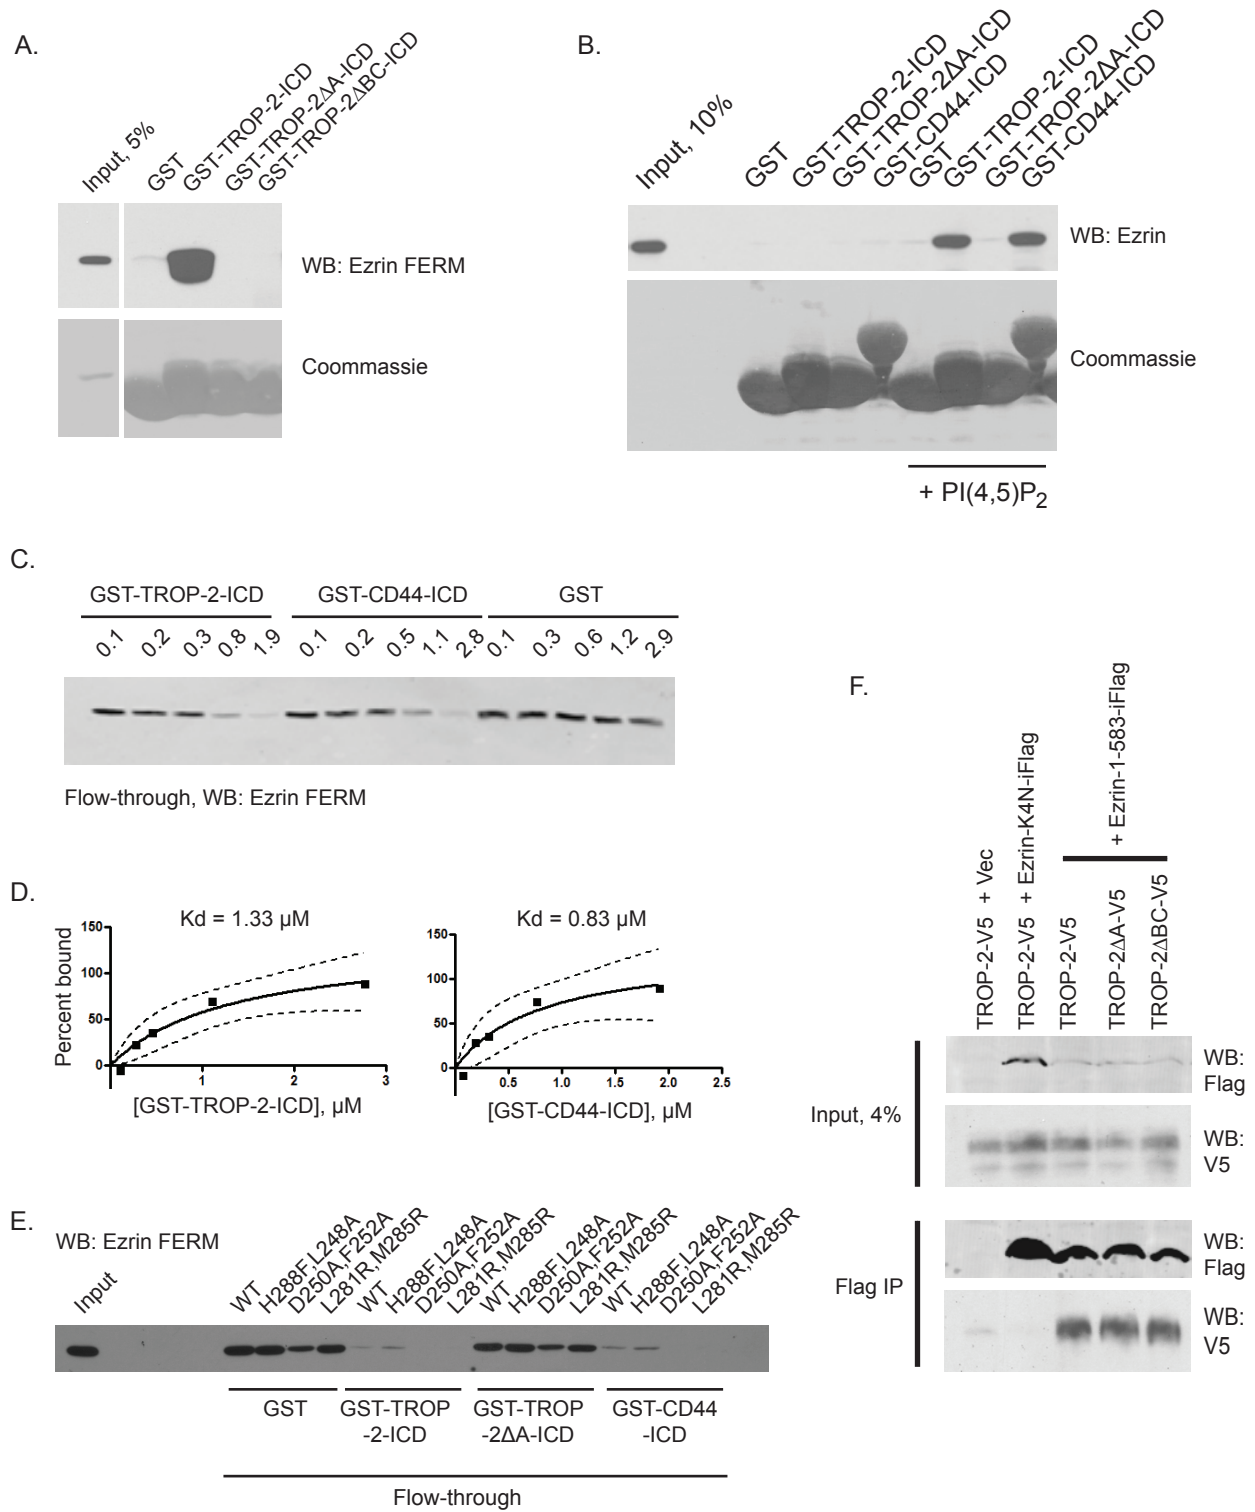 A.
Input, 5%
GST
GST-TROP-2-ICD
GST-TROP-2ΔA-ICD
GST-TROP-2ΔBC-ICD
WB: Ezrin FERM
Coommassie
B.
Input, 10%
GST
GST-TROP-2-ICD
GST-TROP-2ΔA-ICD
GST-CD44-ICD
GST
GST-TROP-2-ICD
GST-TROP-2ΔA-ICD
GST-CD44-ICD
WB: Ezrin
Coommassie
+ PI(4,5)P2
C.
GST-TROP-2-ICD GST-CD44-ICD GST
0.1 0.2 0.3 0.8 1.9 0.1 0.2 0.5 1.1 2.8 0.1 0.3 0.6 1.2 2.9
Flow-through, WB: Ezrin FERM
D.
Kd = 1.33 µM
Percent bound
150
100
50
0
1 2 3
[GST-TROP-2-ICD], µM
Kd = 0.83 µM
150
100
50
0
0.5 1.0 1.5 2.0 2.5
[GST-CD44-ICD], µM
E.
WB: Ezrin FERM
Input
WT
H288F,L248A
D250A,F252A
L281R,M285R
WT
H288F,L248A
D250A,F252A
L281R,M285R
WT
H288F,L248A
D250A,F252A
L281R,M285R
WT
H288F,L248A
D250A,F252A
L281R,M285R
GST
GST-TROP
-2-ICD
GST-TROP
-2ΔA-ICD
GST-CD44
-ICD
Flow-through
F.
TROP-2-V5 + Vec
TROP-2-V5 + Ezrin-K4N-iFlag
+ Ezrin-1-583-iFlag
TROP-2-V5
TROP-2ΔA-V5
TROP-2ΔBC-V5
Input, 4%
WB:
Flag
WB:
V5
Flag IP
WB:
Flag
WB:
V5